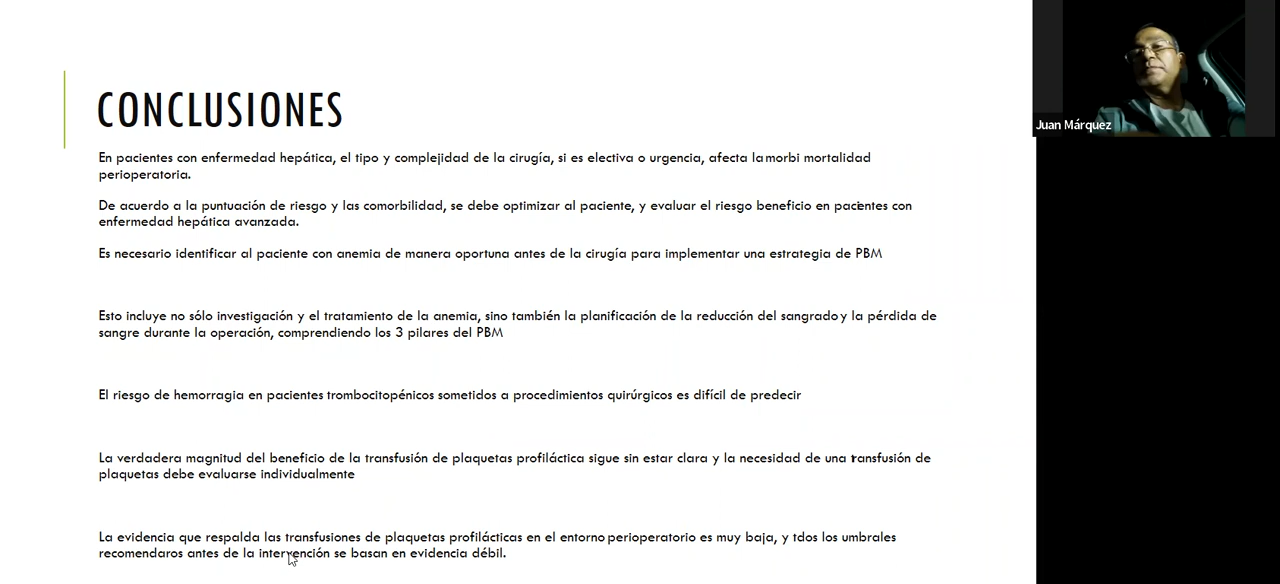 CONCLUSIONES
En pacientes con enfermedad hepática, el tipo y complejidad de la cirugía, si es electiva o urgencia, afecta la morbi mortalidad
perioperatoria.
De acuerdo a la puntuación de riesgo y las comorbilidad, se debe optimizar al paciente, y evaluar el riesgo beneficio en pacientes con
enfermedad hepática avanzada.
Es necesario identificar al paciente con anemia de manera oportuna antes de la cirugía para implementar una estrategia de PBM
Esto incluye no sólo investigación y el tratamiento de la anemia, sino también la planificación de la reducción del sangrado y la pérdida de
sangre durante la operación, comprendiendo los 3 pilares del PBM
El riesgo de hemorragia en pacientes trombocitopénicos sometidos a procedimientos quirúrgicos es difícil de predecir
La verdadera magnitud del beneficio de la transfusión de plaquetas profiláctica sigue sin estar clara y la necesidad de una transfusión de
plaquetas debe evaluarse individualmente
La evidencia que respalda las transfusiones de plaquetas profilácticas en el entorno perioperatorio es muy baja, y tdos los umbrales
recomendaros antes de la intervención se basan en evidencia débil.
Juan Márquez